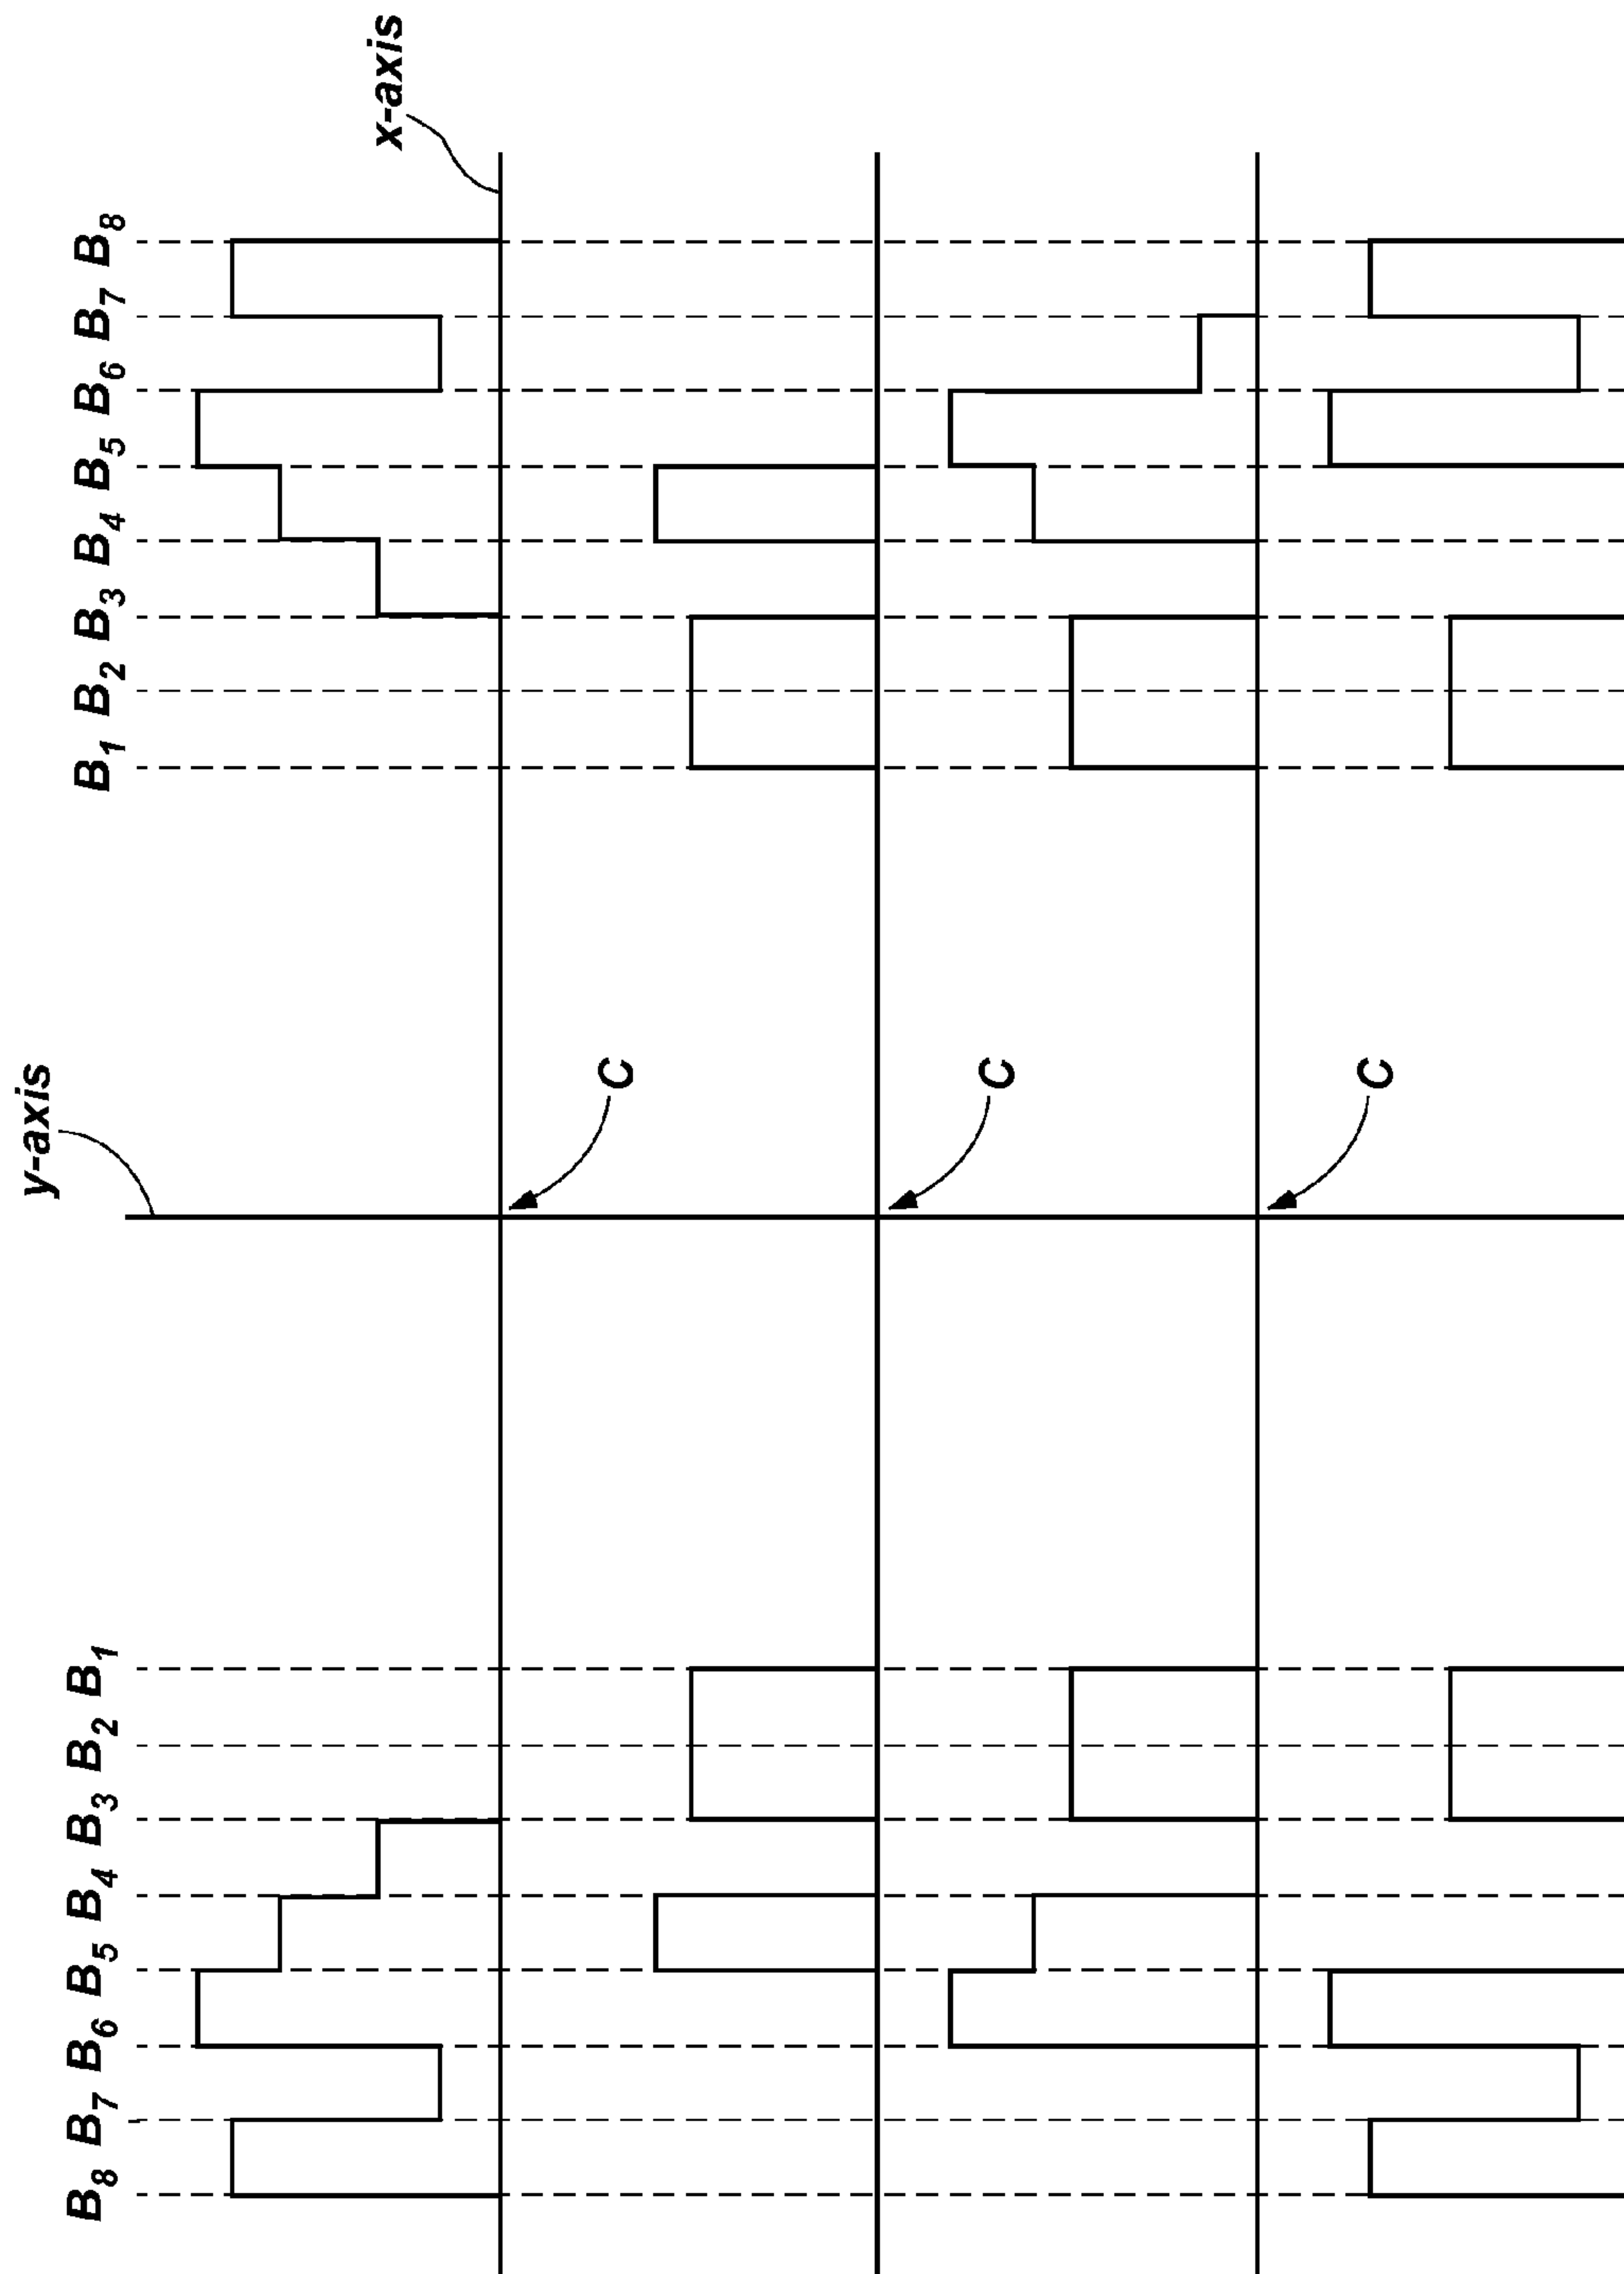 y-axis
B8 B7 B6 B5 B4 B3 B2 B1
B1 B2 B3 B4 B5 B6 B7 B8
x-axis
C
C
C